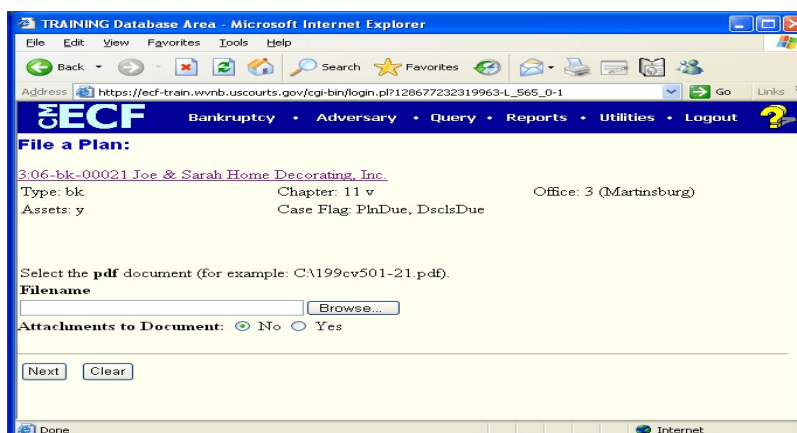 TRAINING Database Area - Microsoft Internet Explorer
File Edit View Favorites Tools Help
Back Search Favorites
Address https://ecf-train.wvnb.uscourts.gov/cgi-bin/login.pl?128677232319963-L_565_0-1 Go Links
CM ECF Bankruptcy • Adversary • Query • Reports • Utilities • Logout ?
File a Plan:
3:06-bk-00021 Joe & Sarah Home Decorating, Inc.
Type: bk Chapter: 11 v Office: 3 (Martinsburg)
Assets: y Case Flag: PlnDue, DsclsDue
Select the pdf document (for example: C:\199cv501-21.pdf).
Filename
Browse...
Attachments to Document: No Yes
Next Clear
Done Internet